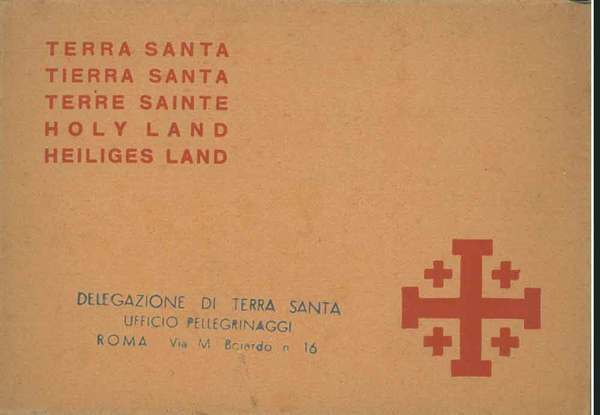 TERRA SANTA
TIERRA SANTA
TERRE SAINTE
HOLY LAND
HEILIGES LAND
DELEGAZIONE DI TERRA SANTA
UFFICIO PELLEGRINAGGI
ROMA Via M Boiardo n 16